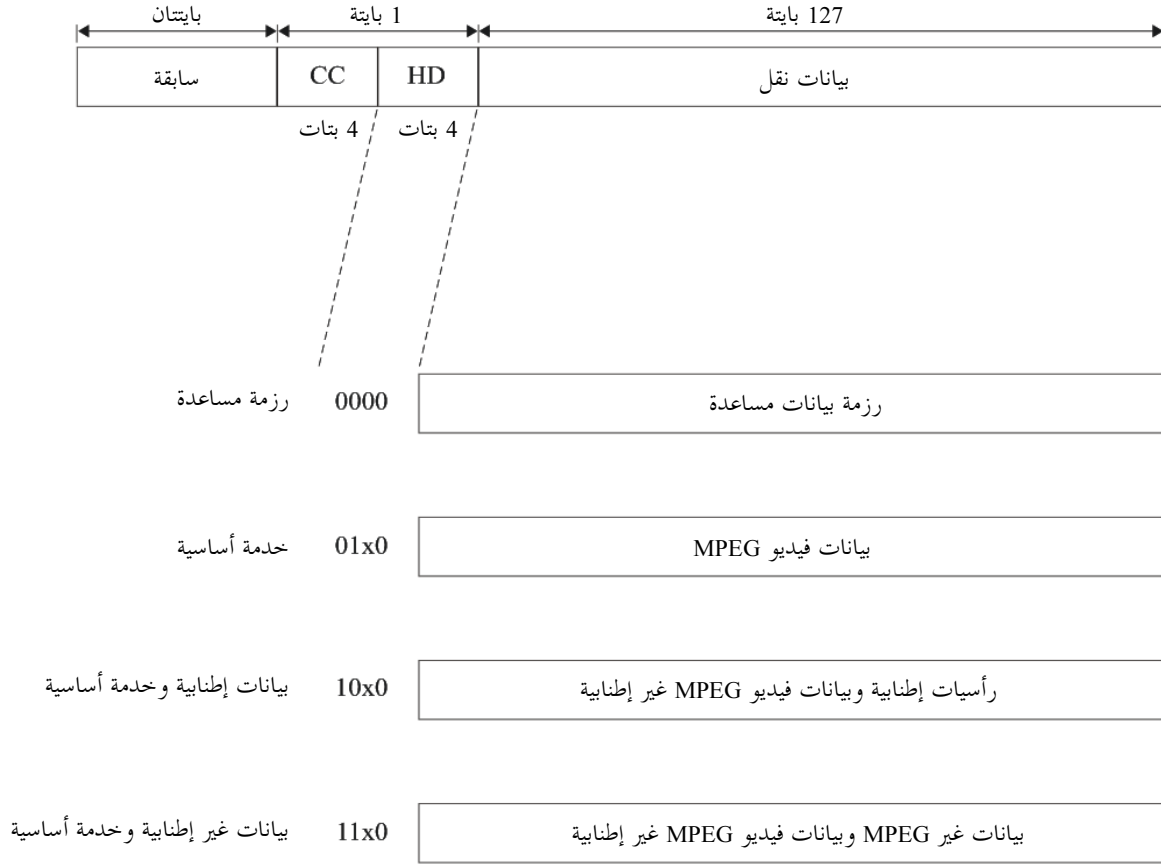 بايتتان
1 بايتة
127 بايتة
سابقة
CC
HD
بيانات نقل
4 بتات
4 بتات
رزمة مساعدة
0000
رزمة بيانات مساعدة
خدمة أساسية
01x0
بيانات فيديو MPEG
بيانات إطنابية وخدمة أساسية
10x0
رأسيات إطنابية وبيانات فيديو MPEG غير إطنابية
بيانات غير إطنابية وخدمة أساسية
11x0
بيانات غير MPEG وبيانات فيديو MPEG غير إطنابية